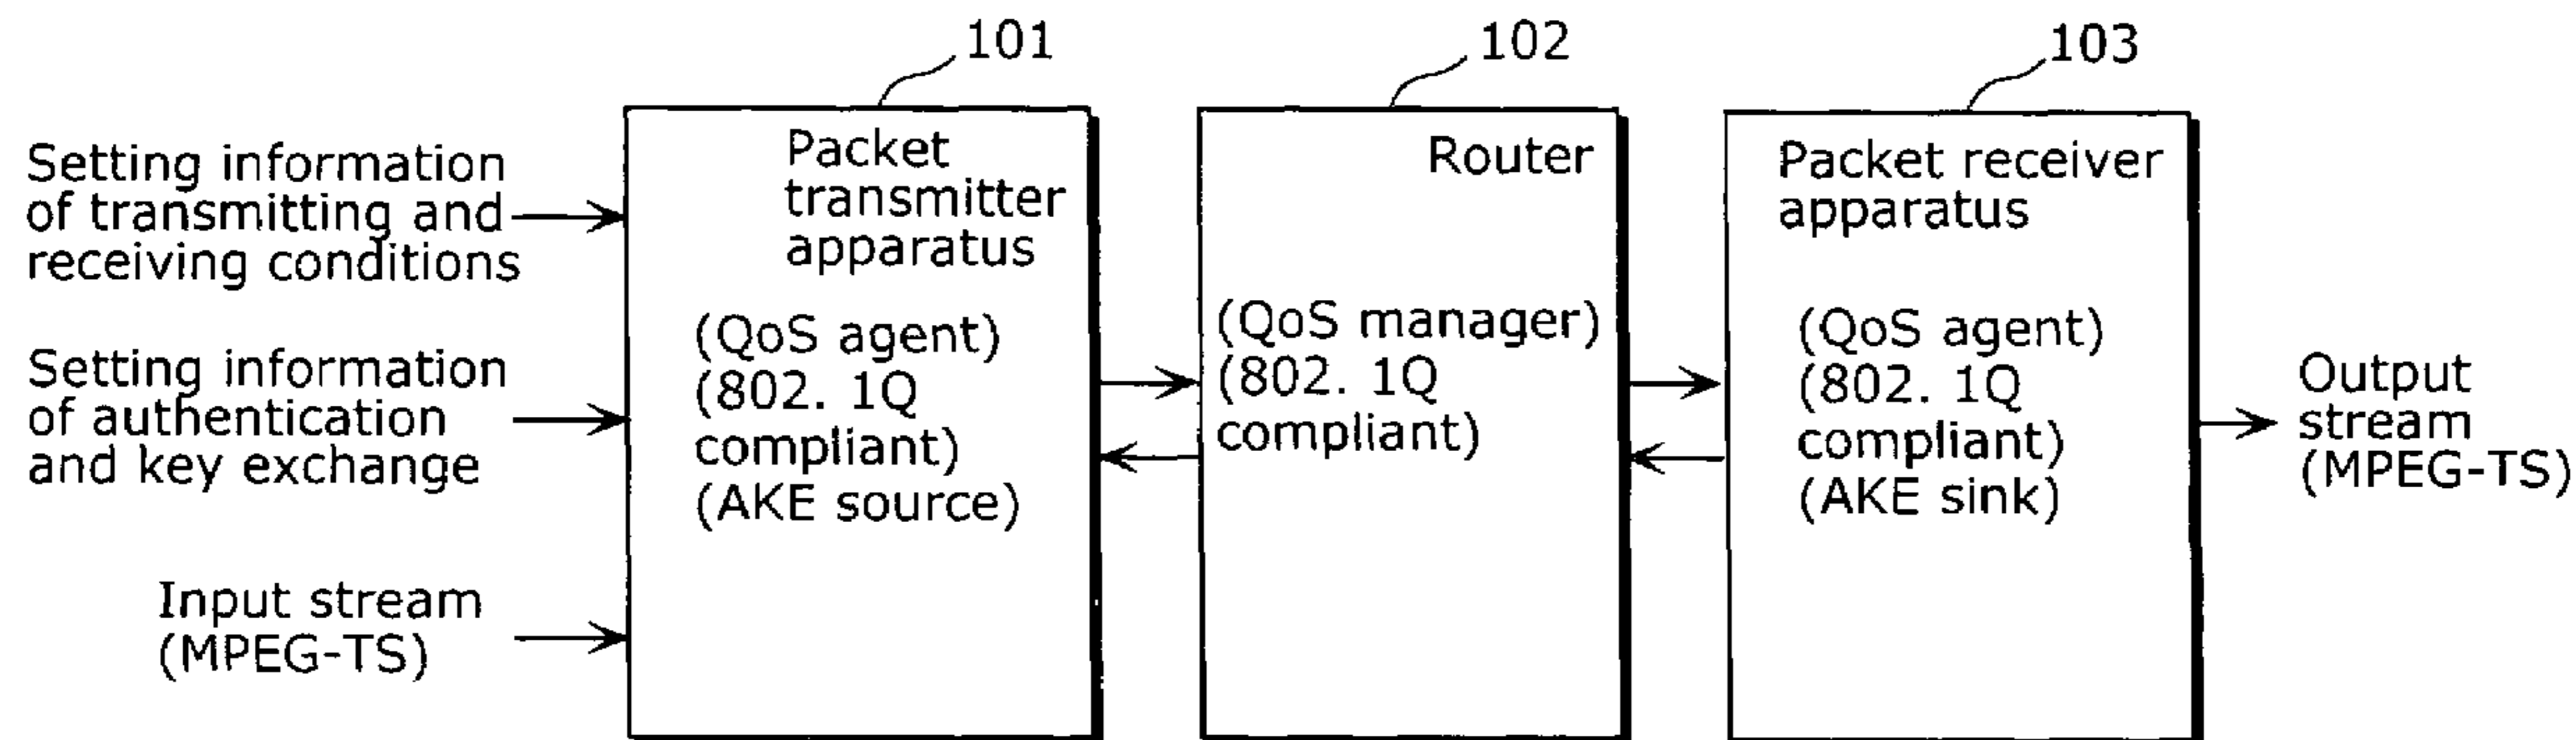 101
102
103
Setting information
of transmitting and
receiving conditions
Setting information
of authentication
and key exchange
Input stream
(MPEG-TS)
Packet
transmitter
apparatus
(QoS agent)
(802. 1Q
compliant)
(AKE source)
Router
(QoS manager)
(802. 1Q
compliant)
Packet receiver
apparatus
(QoS agent)
(802. 1Q
compliant)
(AKE sink)
Output
stream
(MPEG-TS)